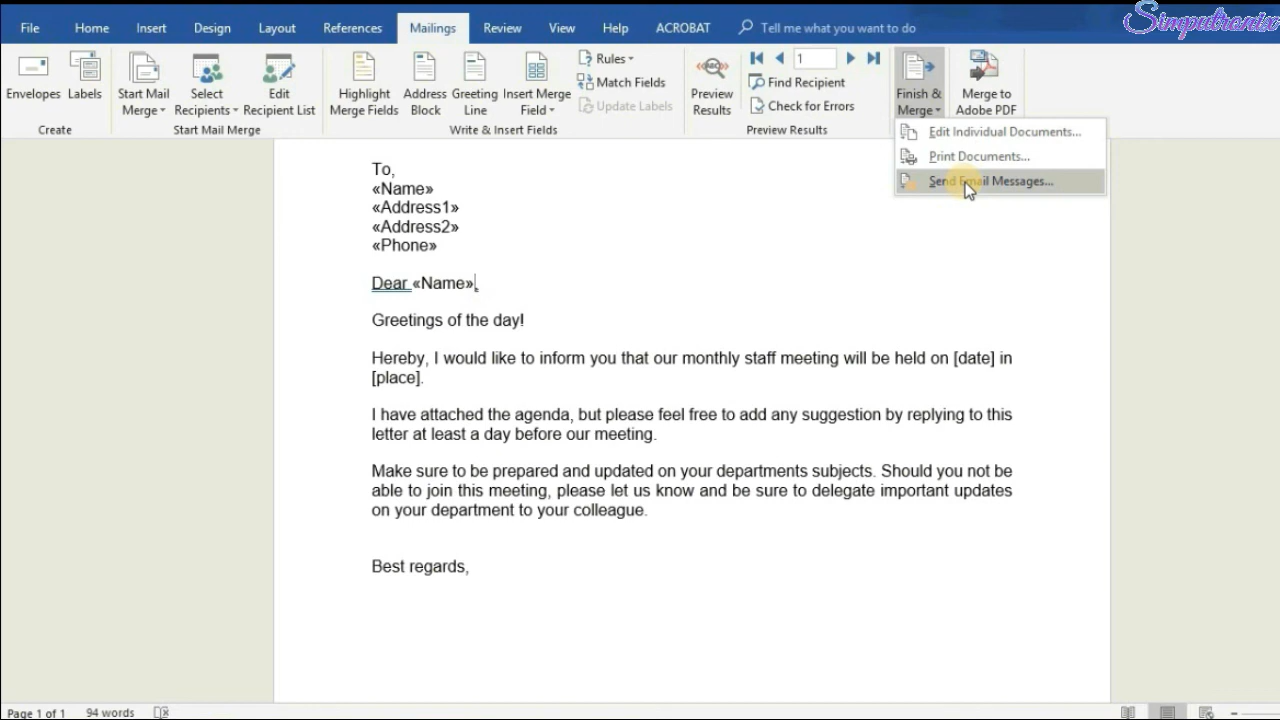 Simpultronics
File Home Insert Design Layout References Mailings Review View Help ACROBAT Tell me what you want to do
Envelopes Labels
Create
Start Mail Merge Select Recipients Edit Recipient List
Start Mail Merge
Highlight Merge Fields Address Block Greeting Line Insert Merge Field Rules Match Fields Update Labels
Write & Insert Fields
Preview Results 1 Find Recipient Check for Errors
Preview Results
Finish & Merge Merge to Adobe PDF
Edit Individual Documents...
Print Documents...
Send Email Messages...
To,
«Name»
«Address1»
«Address2»
«Phone»
Dear «Name»,
Greetings of the day!
Hereby, I would like to inform you that our monthly staff meeting will be held on [date] in
[place].
I have attached the agenda, but please feel free to add any suggestion by replying to this
letter at least a day before our meeting.
Make sure to be prepared and updated on your departments subjects. Should you not be
able to join this meeting, please let us know and be sure to delegate important updates
on your department to your colleague.
Best regards,
Page 1 of 1 94 words